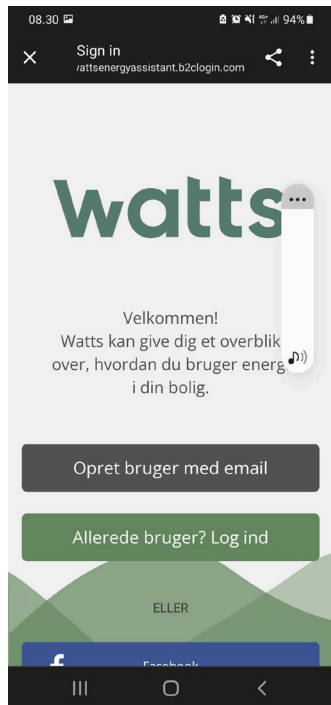 08.30 94%
Sign in
vattsenergyassistant.b2clogin.com
watts
Velkommen!
Watts kan give dig et overblik
over, hvordan du bruger energ
i din bolig.
Opret bruger med email
Allerede bruger? Log ind
ELLER
Facebook